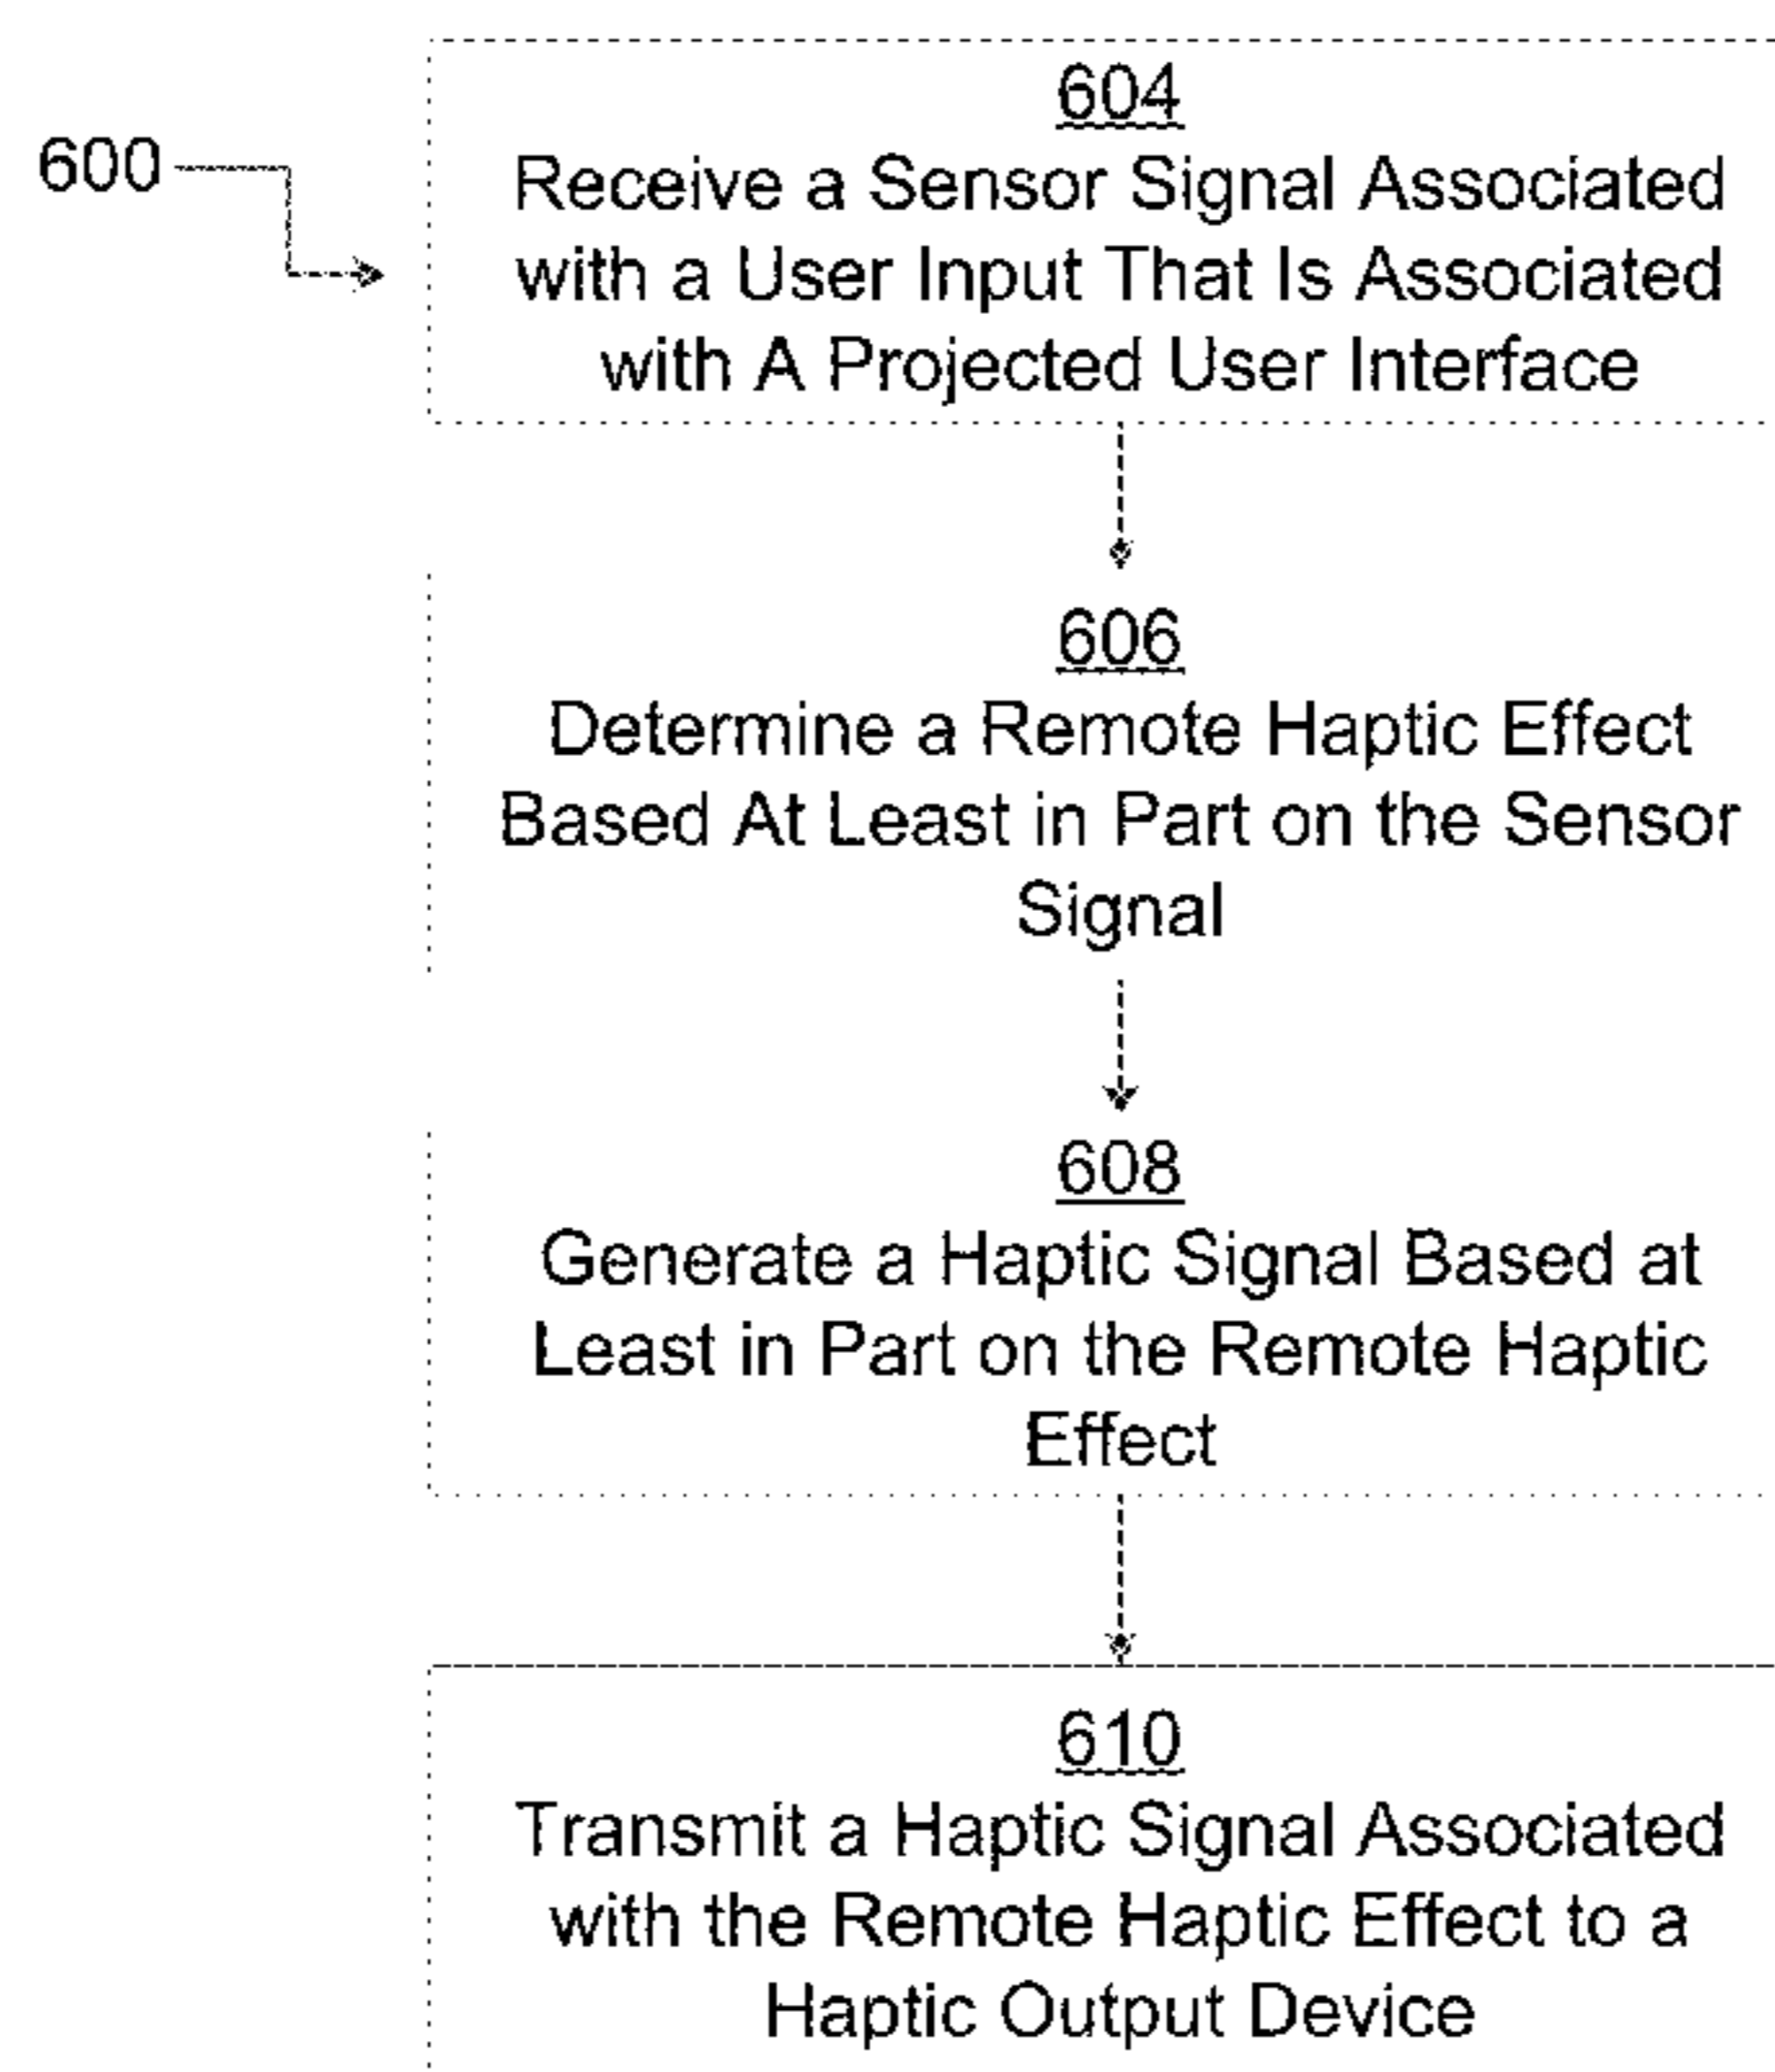 604
600
Receive a Sensor Signal Associated
with a User Input That Is Associated
with A Projected User Interface
606
Determine a Remote Haptic Effect
Based At Least in Part on the Sensor
Signal
608
Generate a Haptic Signal Based at
Least in Part on the Remote Haptic
Effect
610
Transmit a Haptic Signal Associated
with the Remote Haptic Effect to a
Haptic Output Device